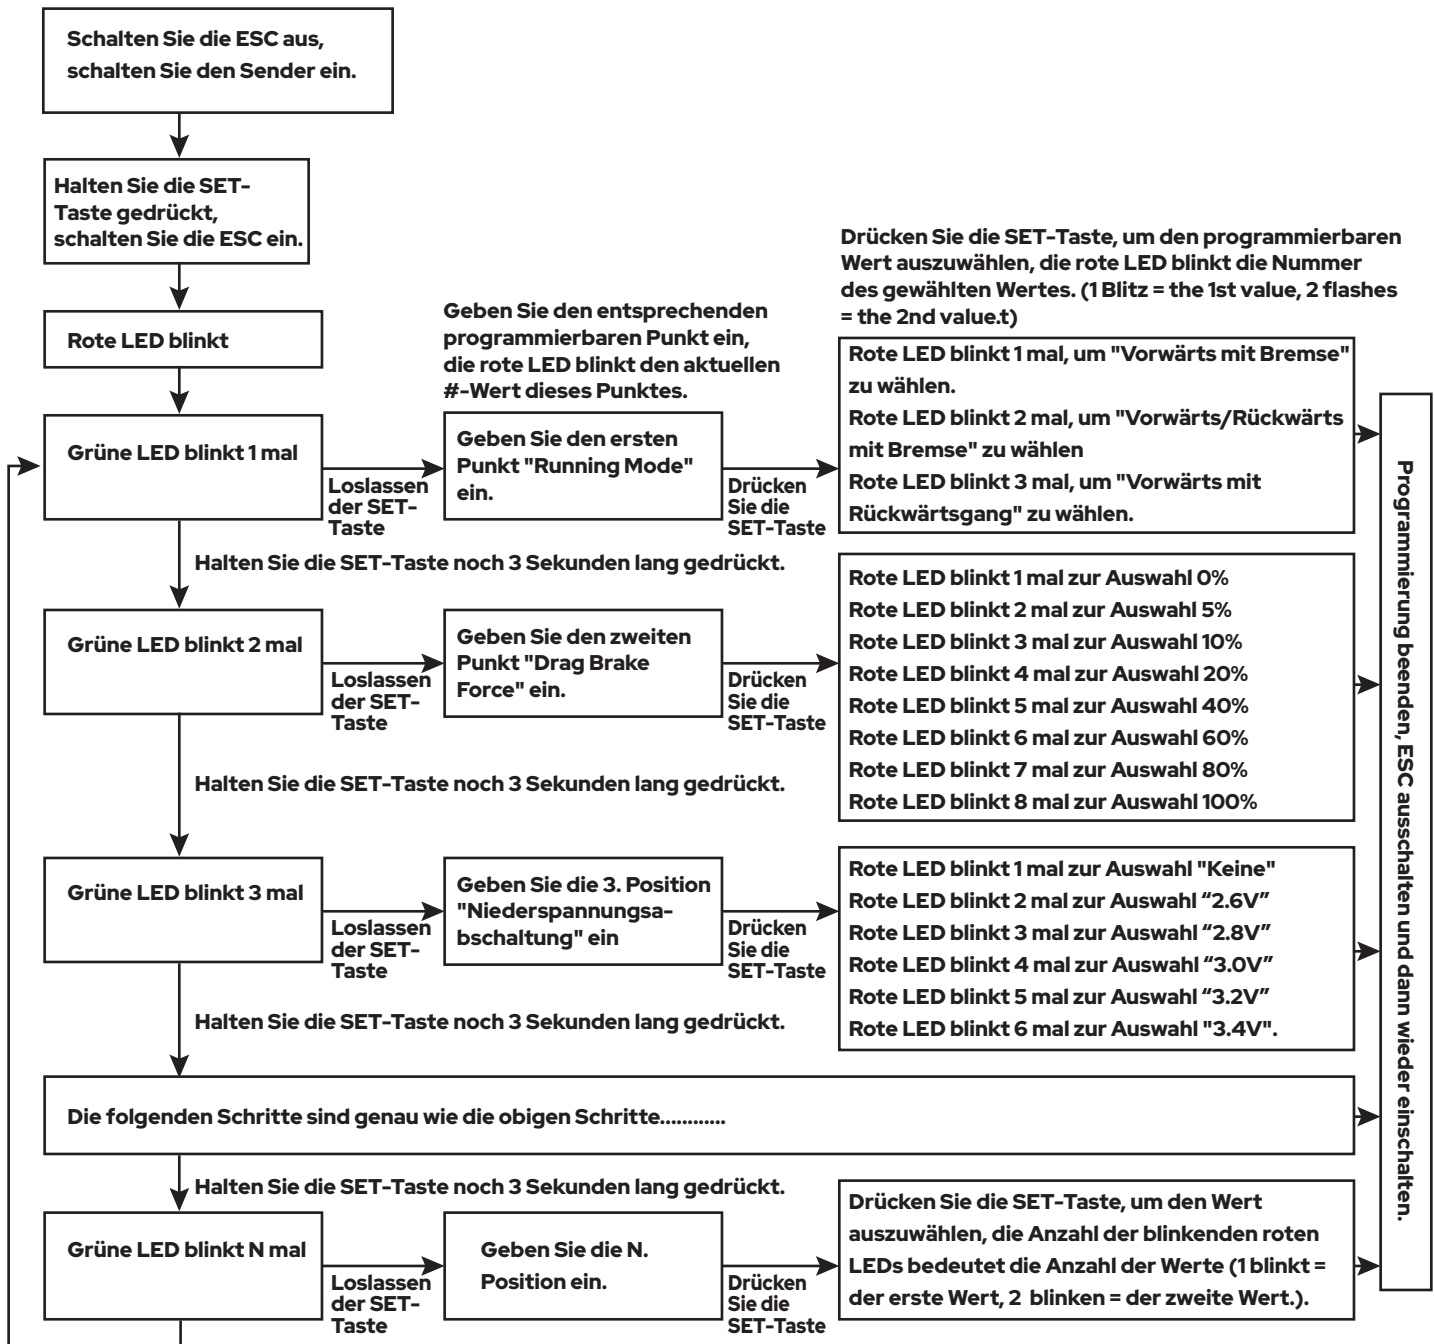 Schalten Sie die ESC aus,
schalten Sie den Sender ein.
Halten Sie die SET-
Taste gedrückt,
schalten Sie die ESC ein.
Rote LED blinkt
Geben Sie den entsprechenden
programmierbaren Punkt ein,
die rote LED blinkt den aktuellen
#-Wert dieses Punktes.
Drücken Sie die SET-Taste, um den programmierbaren
Wert auszuwählen, die rote LED blinkt die Nummer
des gewählten Wertes. (1 Blitz = the 1st value, 2 flashes
= the 2nd value.t)
Grüne LED blinkt 1 mal
Loslassen
der SET-
Taste
Geben Sie den ersten
Punkt "Running Mode"
ein.
Drücken
Sie die
SET-Taste
Rote LED blinkt 1 mal, um "Vorwärts mit Bremse"
zu wählen.
Rote LED blinkt 2 mal, um "Vorwärts/Rückwärts
mit Bremse" zu wählen
Rote LED blinkt 3 mal, um "Vorwärts mit
Rückwärtsgang" zu wählen.
Halten Sie die SET-Taste noch 3 Sekunden lang gedrückt.
Grüne LED blinkt 2 mal
Loslassen
der SET-
Taste
Geben Sie den zweiten
Punkt "Drag Brake
Force" ein.
Drücken
Sie die
SET-Taste
Rote LED blinkt 1 mal zur Auswahl 0%
Rote LED blinkt 2 mal zur Auswahl 5%
Rote LED blinkt 3 mal zur Auswahl 10%
Rote LED blinkt 4 mal zur Auswahl 20%
Rote LED blinkt 5 mal zur Auswahl 40%
Rote LED blinkt 6 mal zur Auswahl 60%
Rote LED blinkt 7 mal zur Auswahl 80%
Rote LED blinkt 8 mal zur Auswahl 100%
Halten Sie die SET-Taste noch 3 Sekunden lang gedrückt.
Grüne LED blinkt 3 mal
Loslassen
der SET-
Taste
Geben Sie die 3. Position
"Niederspannungsa-
bschaltung" ein
Drücken
Sie die
SET-Taste
Rote LED blinkt 1 mal zur Auswahl "Keine"
Rote LED blinkt 2 mal zur Auswahl “2.6V”
Rote LED blinkt 3 mal zur Auswahl “2.8V”
Rote LED blinkt 4 mal zur Auswahl “3.0V”
Rote LED blinkt 5 mal zur Auswahl “3.2V”
Rote LED blinkt 6 mal zur Auswahl "3.4V".
Halten Sie die SET-Taste noch 3 Sekunden lang gedrückt.
Die folgenden Schritte sind genau wie die obigen Schritte............
Halten Sie die SET-Taste noch 3 Sekunden lang gedrückt.
Grüne LED blinkt N mal
Loslassen
der SET-
Taste
Geben Sie die N.
Position ein.
Drücken
Sie die
SET-Taste
Drücken Sie die SET-Taste, um den Wert
auszuwählen, die Anzahl der blinkenden roten
LEDs bedeutet die Anzahl der Werte (1 blinkt =
der erste Wert, 2 blinken = der zweite Wert.).
Programmierung beenden, ESC ausschalten und dann wieder einschalten.